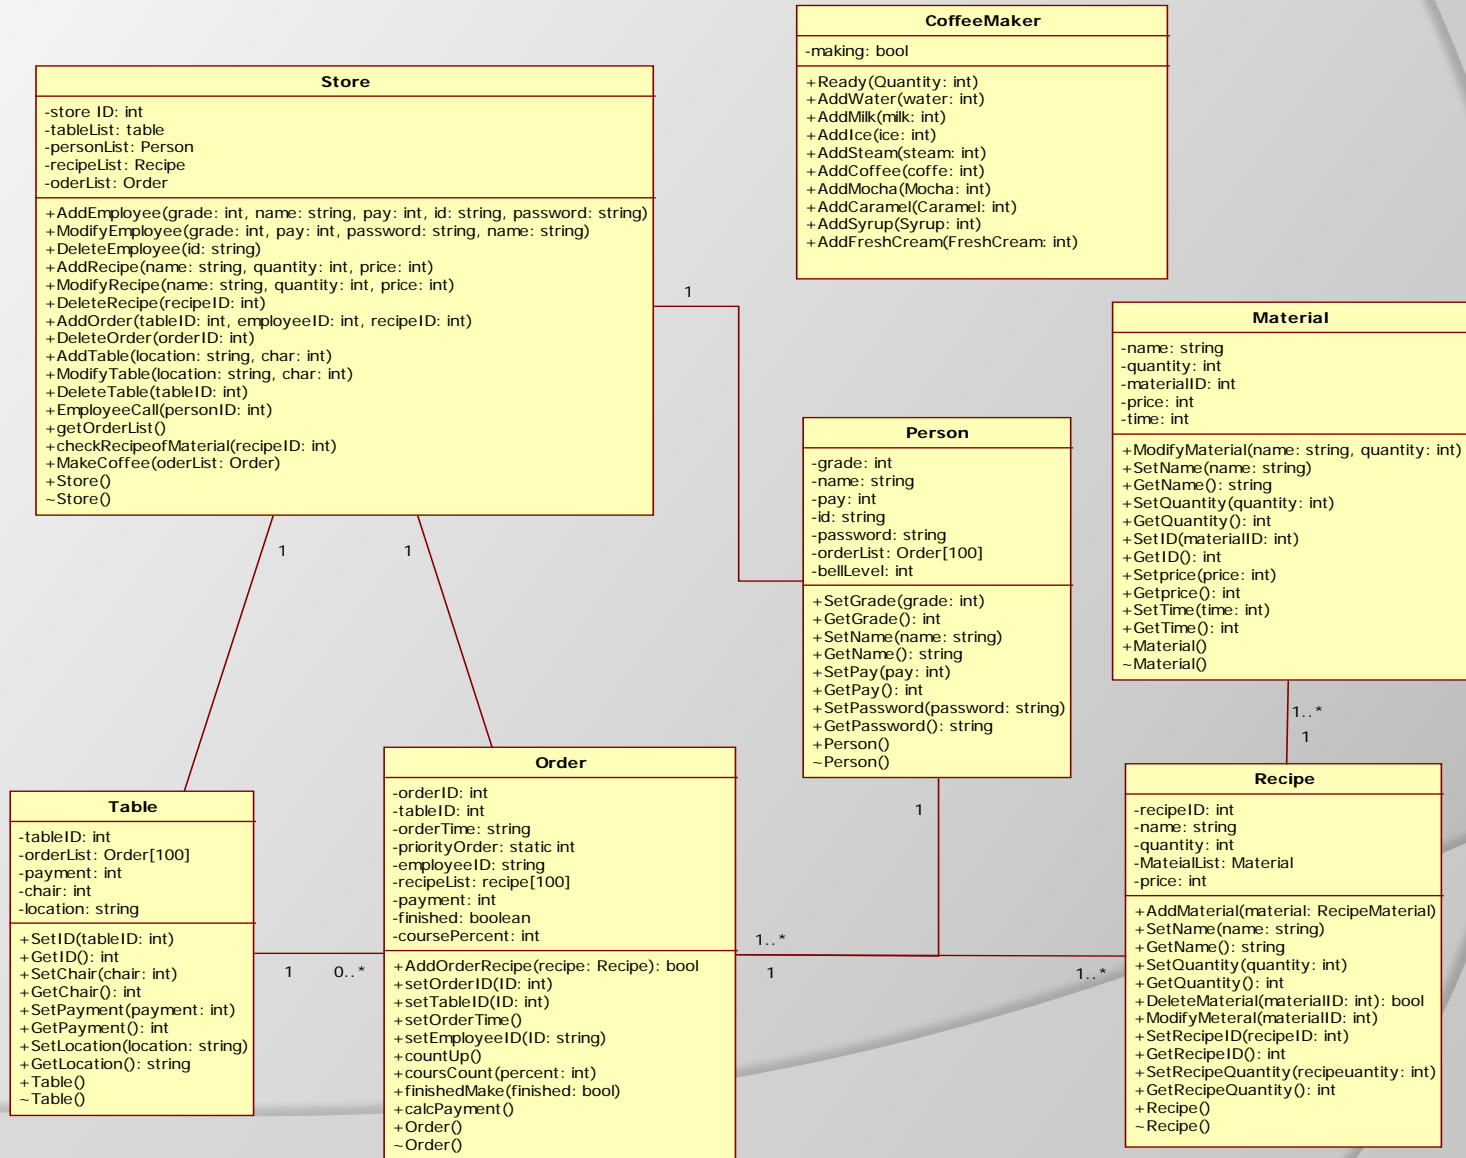 CoffeeMaker
-making: bool
+Ready(Quantity: int)
+AddWater(water: int)
+AddMilk(milk: int)
+AddIce(ice: int)
+AddSteam(steam: int)
+AddCoffee(coffe: int)
+AddMocha(Mocha: int)
+AddCaramel(Caramel: int)
+AddSyrup(Syrup: int)
+AddFreshCream(FreshCream: int)
Store
-store ID: int
-tableList: table
-personList: Person
-recipeList: Recipe
-oderList: Order
+AddEmployee(grade: int, name: string, pay: int, id: string, password: string)
+ModifyEmployee(grade: int, pay: int, password: string, name: string)
+DeleteEmployee(id: string)
+AddRecipe(name: string, quantity: int, price: int)
+ModifyRecipe(name: string, quantity: int, price: int)
+DeleteRecipe(recipeID: int)
+AddOrder(tableID: int, employeeID: int, recipeID: int)
+DeleteOrder(orderID: int)
+AddTable(location: string, char: int)
+ModifyTable(location: string, char: int)
+DeleteTable(tableID: int)
+EmployeeCall(personID: int)
+getOrderList()
+checkRecipeofMaterial(recipeID: int)
+MakeCoffee(oderList: Order)
+Store()
~Store()
1
1
1
Material
-name: string
-quantity: int
-materialID: int
-price: int
-time: int
+ModifyMaterial(name: string, quantity: int)
+SetName(name: string)
+GetName(): string
+SetQuantity(quantity: int)
+GetQuantity(): int
+SetID(materialID: int)
+GetID(): int
+Setprice(price: int)
+Getprice(): int
+SetTime(time: int)
+GetTime(): int
+Material()
~Material()
1..*
1
Person
-grade: int
-name: string
-pay: int
-id: string
-password: string
-orderList: Order[100]
-bellLevel: int
+SetGrade(grade: int)
+GetGrade(): int
+SetName(name: string)
+GetName(): string
+SetPay(pay: int)
+GetPay(): int
+SetPassword(password: string)
+GetPassword(): string
+Person()
~Person()
1
Table
-tableID: int
-orderList: Order[100]
-payment: int
-chair: int
-location: string
+SetID(tableID: int)
+GetID(): int
+SetChair(chair: int)
+GetChair(): int
+SetPayment(payment: int)
+GetPayment(): int
+SetLocation(location: string)
+GetLocation(): string
+Table()
~Table()
1
0..*
Order
-orderID: int
-tableID: int
-orderTime: string
-priorityOrder: static int
-employeeID: string
-recipeList: recipe[100]
-payment: int
-finished: boolean
-coursePercent: int
+AddOrderRecipe(recipe: Recipe): bool
+setOrderID(ID: int)
+setTableID(ID: int)
+setOrderTime()
+setEmployeeID(ID: string)
+countUp()
+coursCount(percent: int)
+finishedMake(finished: bool)
+calcPayment()
+Order()
~Order()
1..*
1
1..*
Recipe
-recipeID: int
-name: string
-quantity: int
-MateialList: Material
-price: int
+AddMaterial(material: RecipeMaterial)
+SetName(name: string)
+GetName(): string
+SetQuantity(quantity: int)
+GetQuantity(): int
+DeleteMaterial(materialID: int): bool
+ModifyMeteral(materialID: int)
+SetRecipeID(recipeID: int)
+GetRecipeID(): int
+SetRecipeQuantity(recipeuantity: int)
+GetRecipeQuantity(): int
+Recipe()
~Recipe()